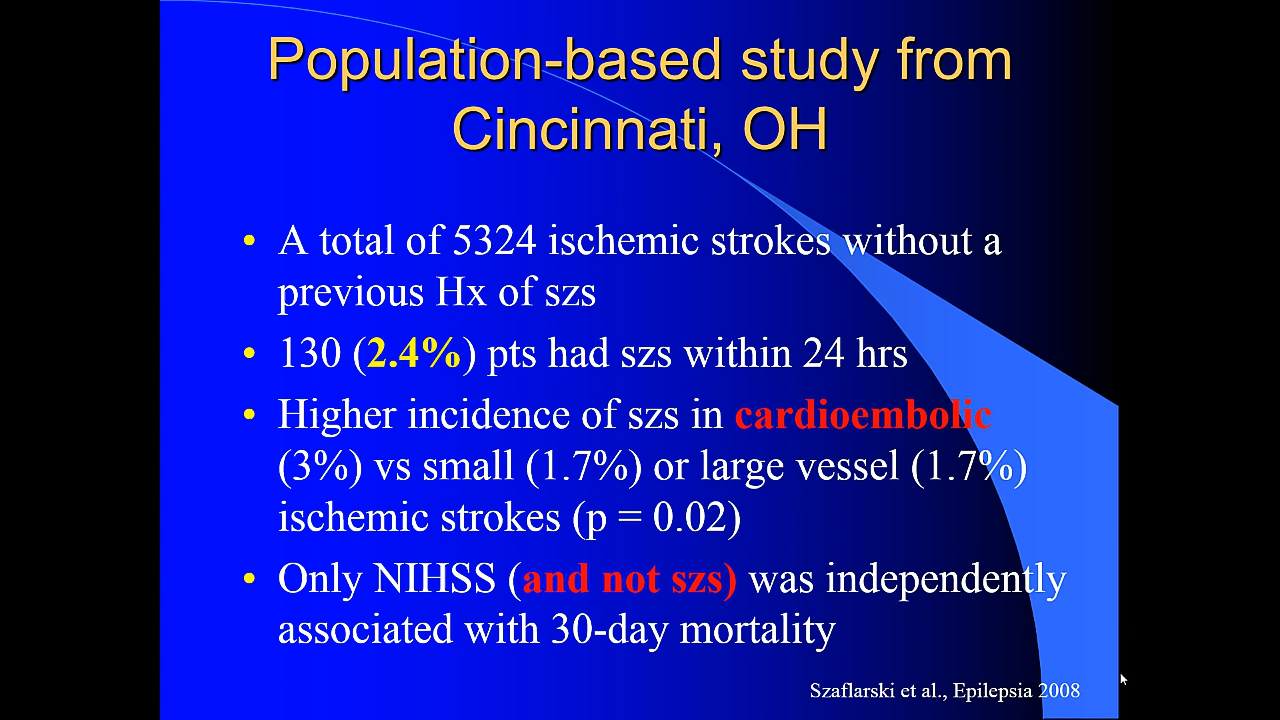 Population-based study from
Cincinnati, OH
• A total of 5324 ischemic strokes without a
previous Hx of szs
• 130 (2.4%) pts had szs within 24 hrs
• Higher incidence of szs in cardioembolic
(3%) vs small (1.7%) or large vessel (1.7%)
ischemic strokes (p = 0.02)
• Only NIHSS (and not szs) was independently
associated with 30-day mortality
Szaflarski et al., Epilepsia 2008